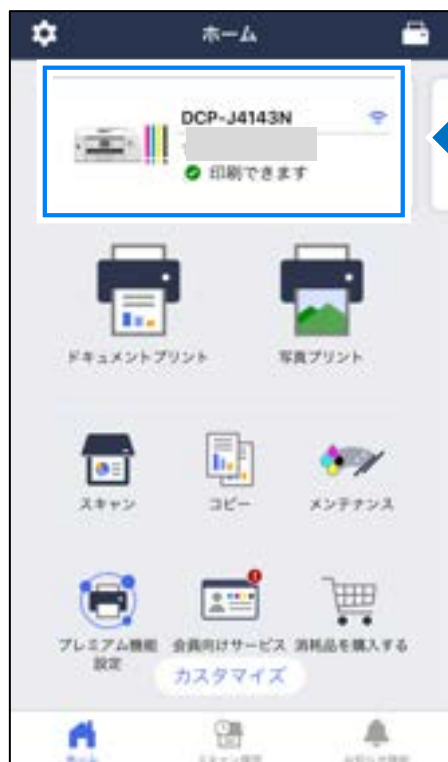 ホーム
DCP-J4143N
印刷できます
ドキュメントプリント
写真プリント
スキャン
コピー
メンテナンス
プレミアム機能
設定
会員向けサービス
消耗品を購入する
カスタマイズ
ホーム